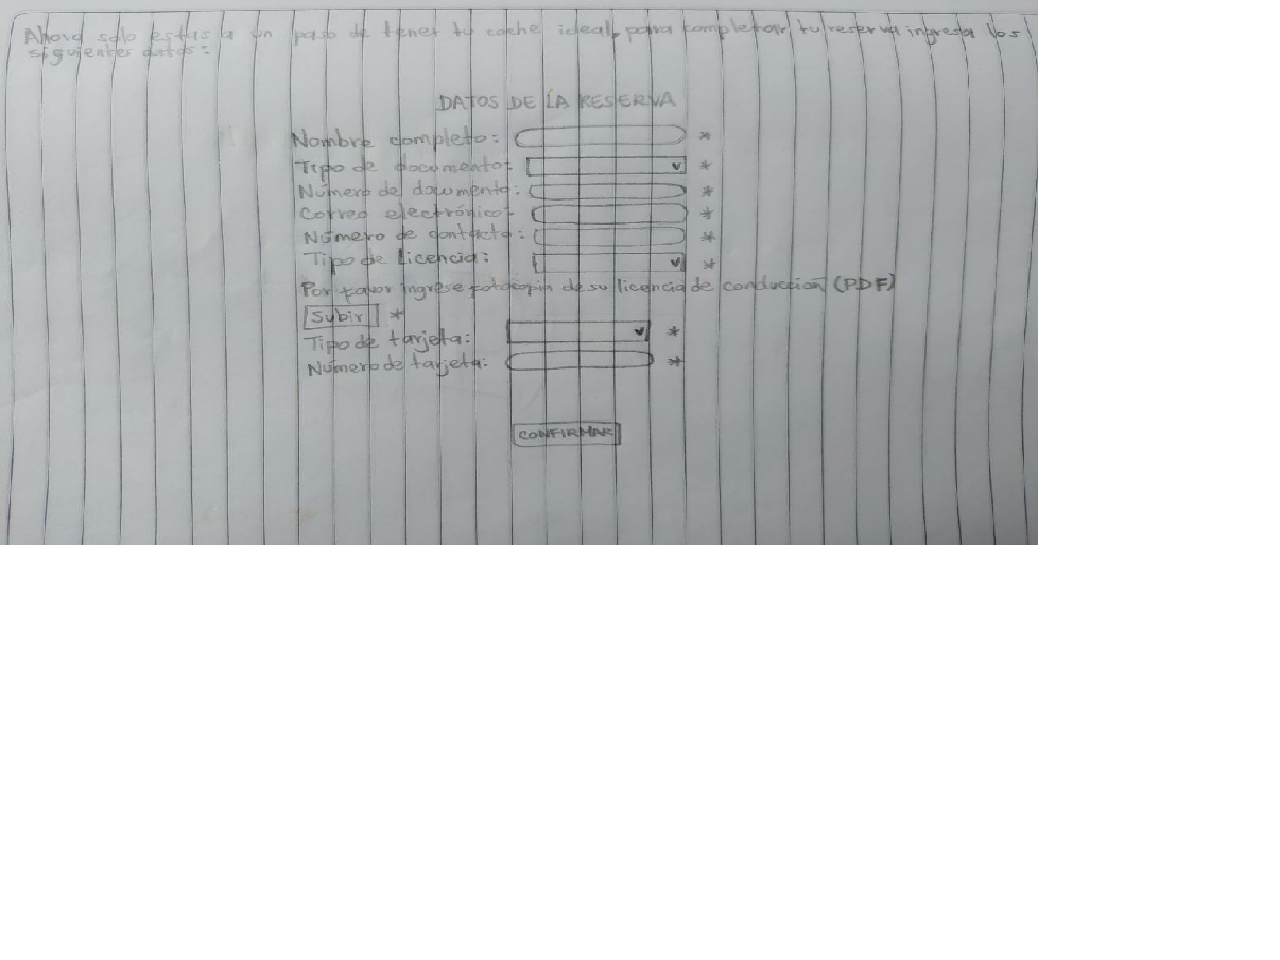 Ahora solo estas a un paso de tener tu coche ideal, para completar tu reserva ingresa los
siguientes datos:
DATOS DE LA RESERVA
Nombre completo: *
Tipo de documento: *
Número de documento: *
Correo electrónico: *
Número de contacto: *
Tipo de Licencia: *
Por favor ingrese fotocopia de su licencia de conducción (PDF)
Subir *
Tipo de tarjeta: *
Número de tarjeta: *
CONFIRMAR